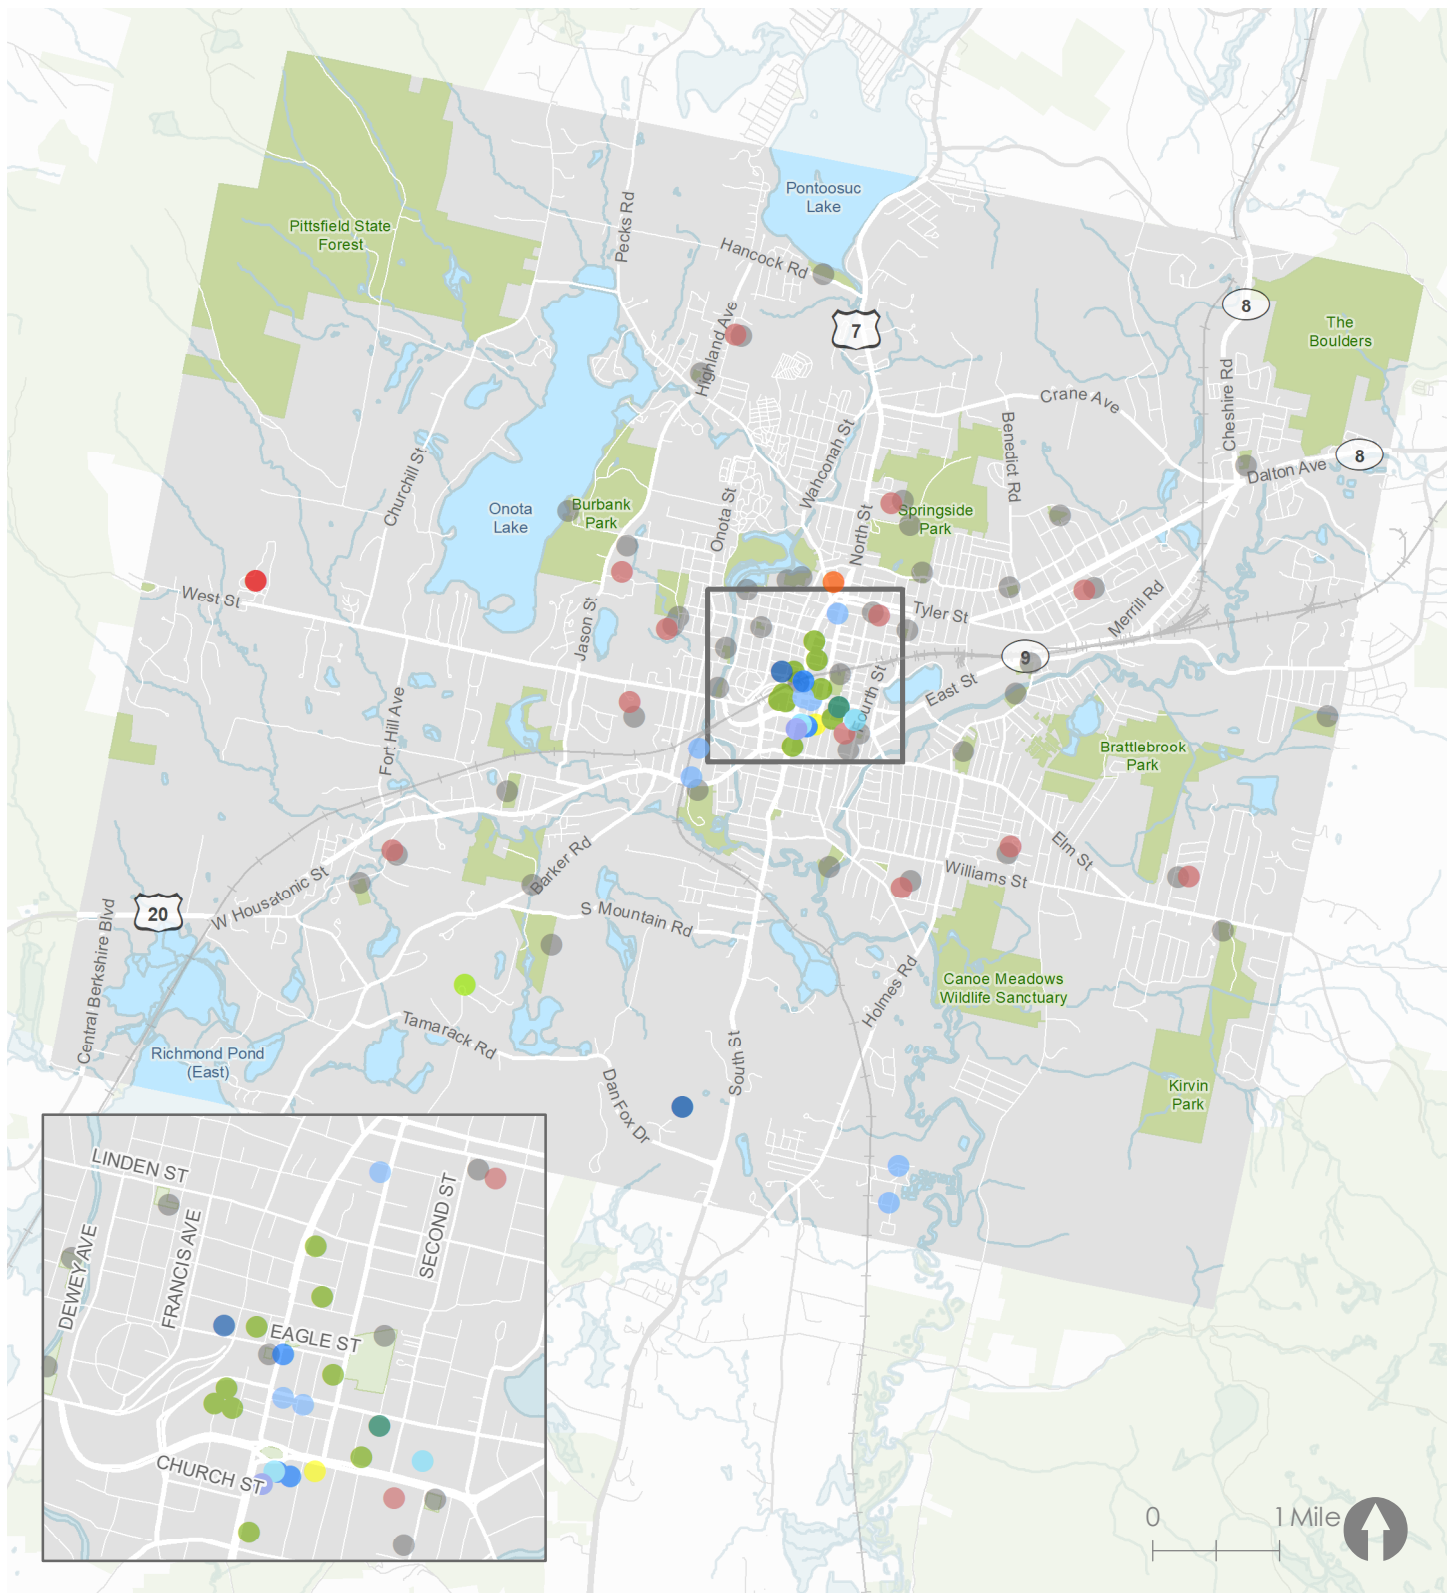 Pontoosuc
Lake
Pecks Rd
Pittsfield State
Forest
Hancock Rd
8
7
The
Boulders
Highland Ave
Cheshire Rd
Crane Ave
Benedict Rd
Wahconah St
Churchill St
8
Dalton Ave
Onota St
Burbank
Park
Onota
Lake
North St
Springside
Park
West St
Jason St
Tyler St
Merrill Rd
9
Fourth St
East St
Fort Hill Ave
Brattlebrook
Park
Elm St
Williams St
Barker Rd
W Housatonic St
20
S Mountain Rd
Central Berkshire Blvd
Canoe Meadows
Wildlife Sanctuary
Holmes Rd
Tamarack Rd
Richmond Pond
(East)
South St
Dan Fox Dr
Kirvin
Park
LINDEN ST
SECOND ST
DEWEY AVE
FRANCIS AVE
EAGLE ST
CHURCH ST
0 1 Mile